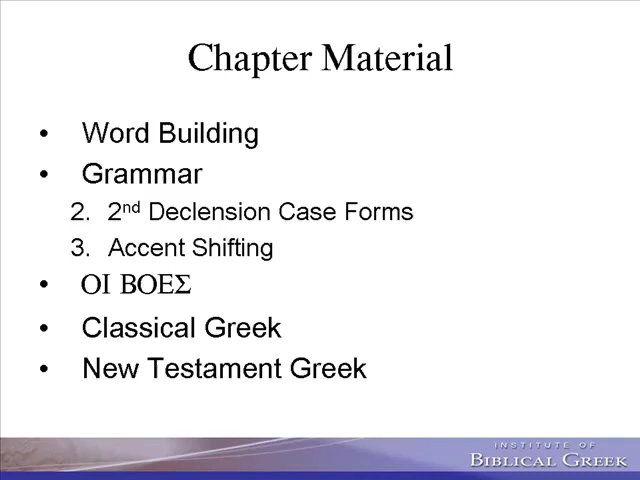 Chapter Material
• Word Building
• Grammar
2. 2nd Declension Case Forms
3. Accent Shifting
• ΟΙ ΒΟΕΣ
• Classical Greek
• New Testament Greek
INSTITUTE OF
BIBLICAL GREEK